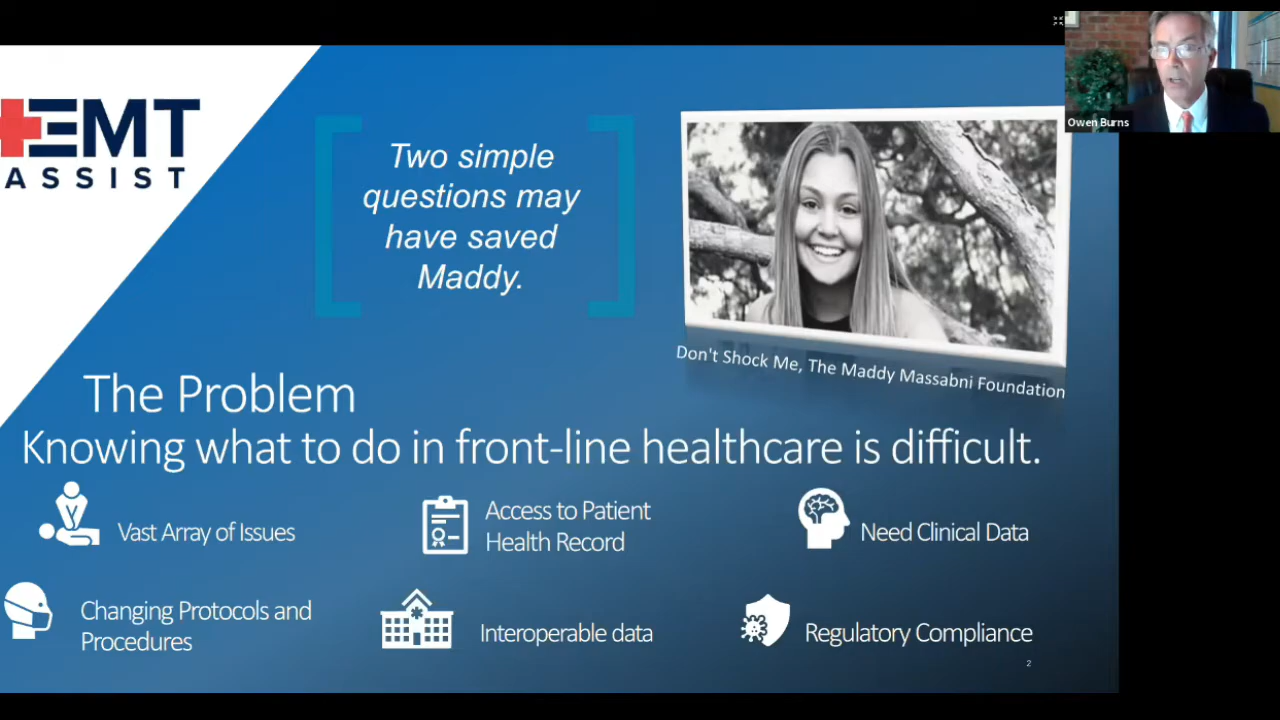 EMT
ASSIST
Two simple
questions may
have saved
Maddy.
Owen Burns
Don't Shock Me, The Maddy Massabni Foundation
The Problem
Knowing what to do in front-line healthcare is difficult.
Vast Array of Issues
Access to Patient
Health Record
Need Clinical Data
Changing Protocols and
Procedures
Interoperable data
Regulatory Compliance
2